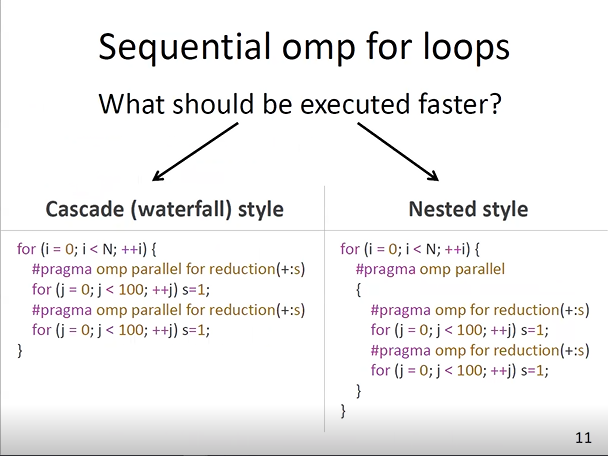 Sequential omp for loops
What should be executed faster?
Cascade (waterfall) style
for (i = 0; i < N; ++i) {
#pragma omp parallel for reduction(+:s)
for (j = 0; j < 100; ++j) s=1;
#pragma omp parallel for reduction(+:s)
for (j = 0; j < 100; ++j) s=1;
}
Nested style
for (i = 0; i < N; ++i) {
#pragma omp parallel
{
#pragma omp for reduction(+:s)
for (j = 0; j < 100; ++j) s=1;
#pragma omp for reduction(+:s)
for (j = 0; j < 100; ++j) s=1;
}
}
11